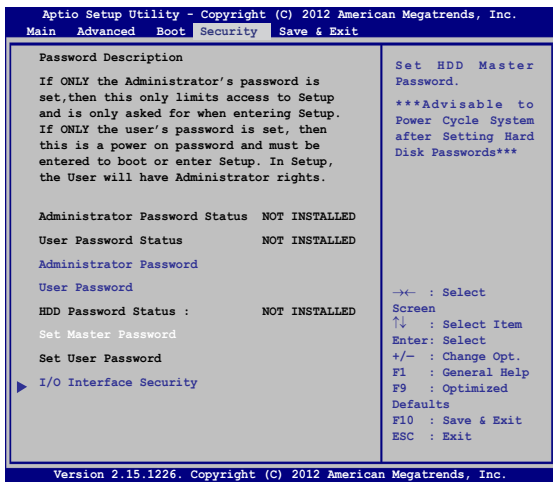 Aptio Setup Utility - Copyright (C) 2012 American Megatrends, Inc.
Main Advanced Boot Security Save & Exit
Password Description
If ONLY the Administrator's password is
set,then this only limits access to Setup
and is only asked for when entering Setup.
If ONLY the user's password is set, then
this is a power on password and must be
entered to boot or enter Setup. In Setup,
the User will have Administrator rights.
Administrator Password Status NOT INSTALLED
User Password Status NOT INSTALLED
Administrator Password
User Password
HDD Password Status : NOT INSTALLED
Set Master Password
Set User Password
I/O Interface Security
Set HDD Master
Password.
***Advisable to
Power Cycle System
after Setting Hard
Disk Passwords***
→← : Select
Screen
↑↓ : Select Item
Enter: Select
+/— : Change Opt.
F1 : General Help
F9 : Optimized
Defaults
F10 : Save & Exit
ESC : Exit
Version 2.15.1226. Copyright (C) 2012 American Megatrends, Inc.